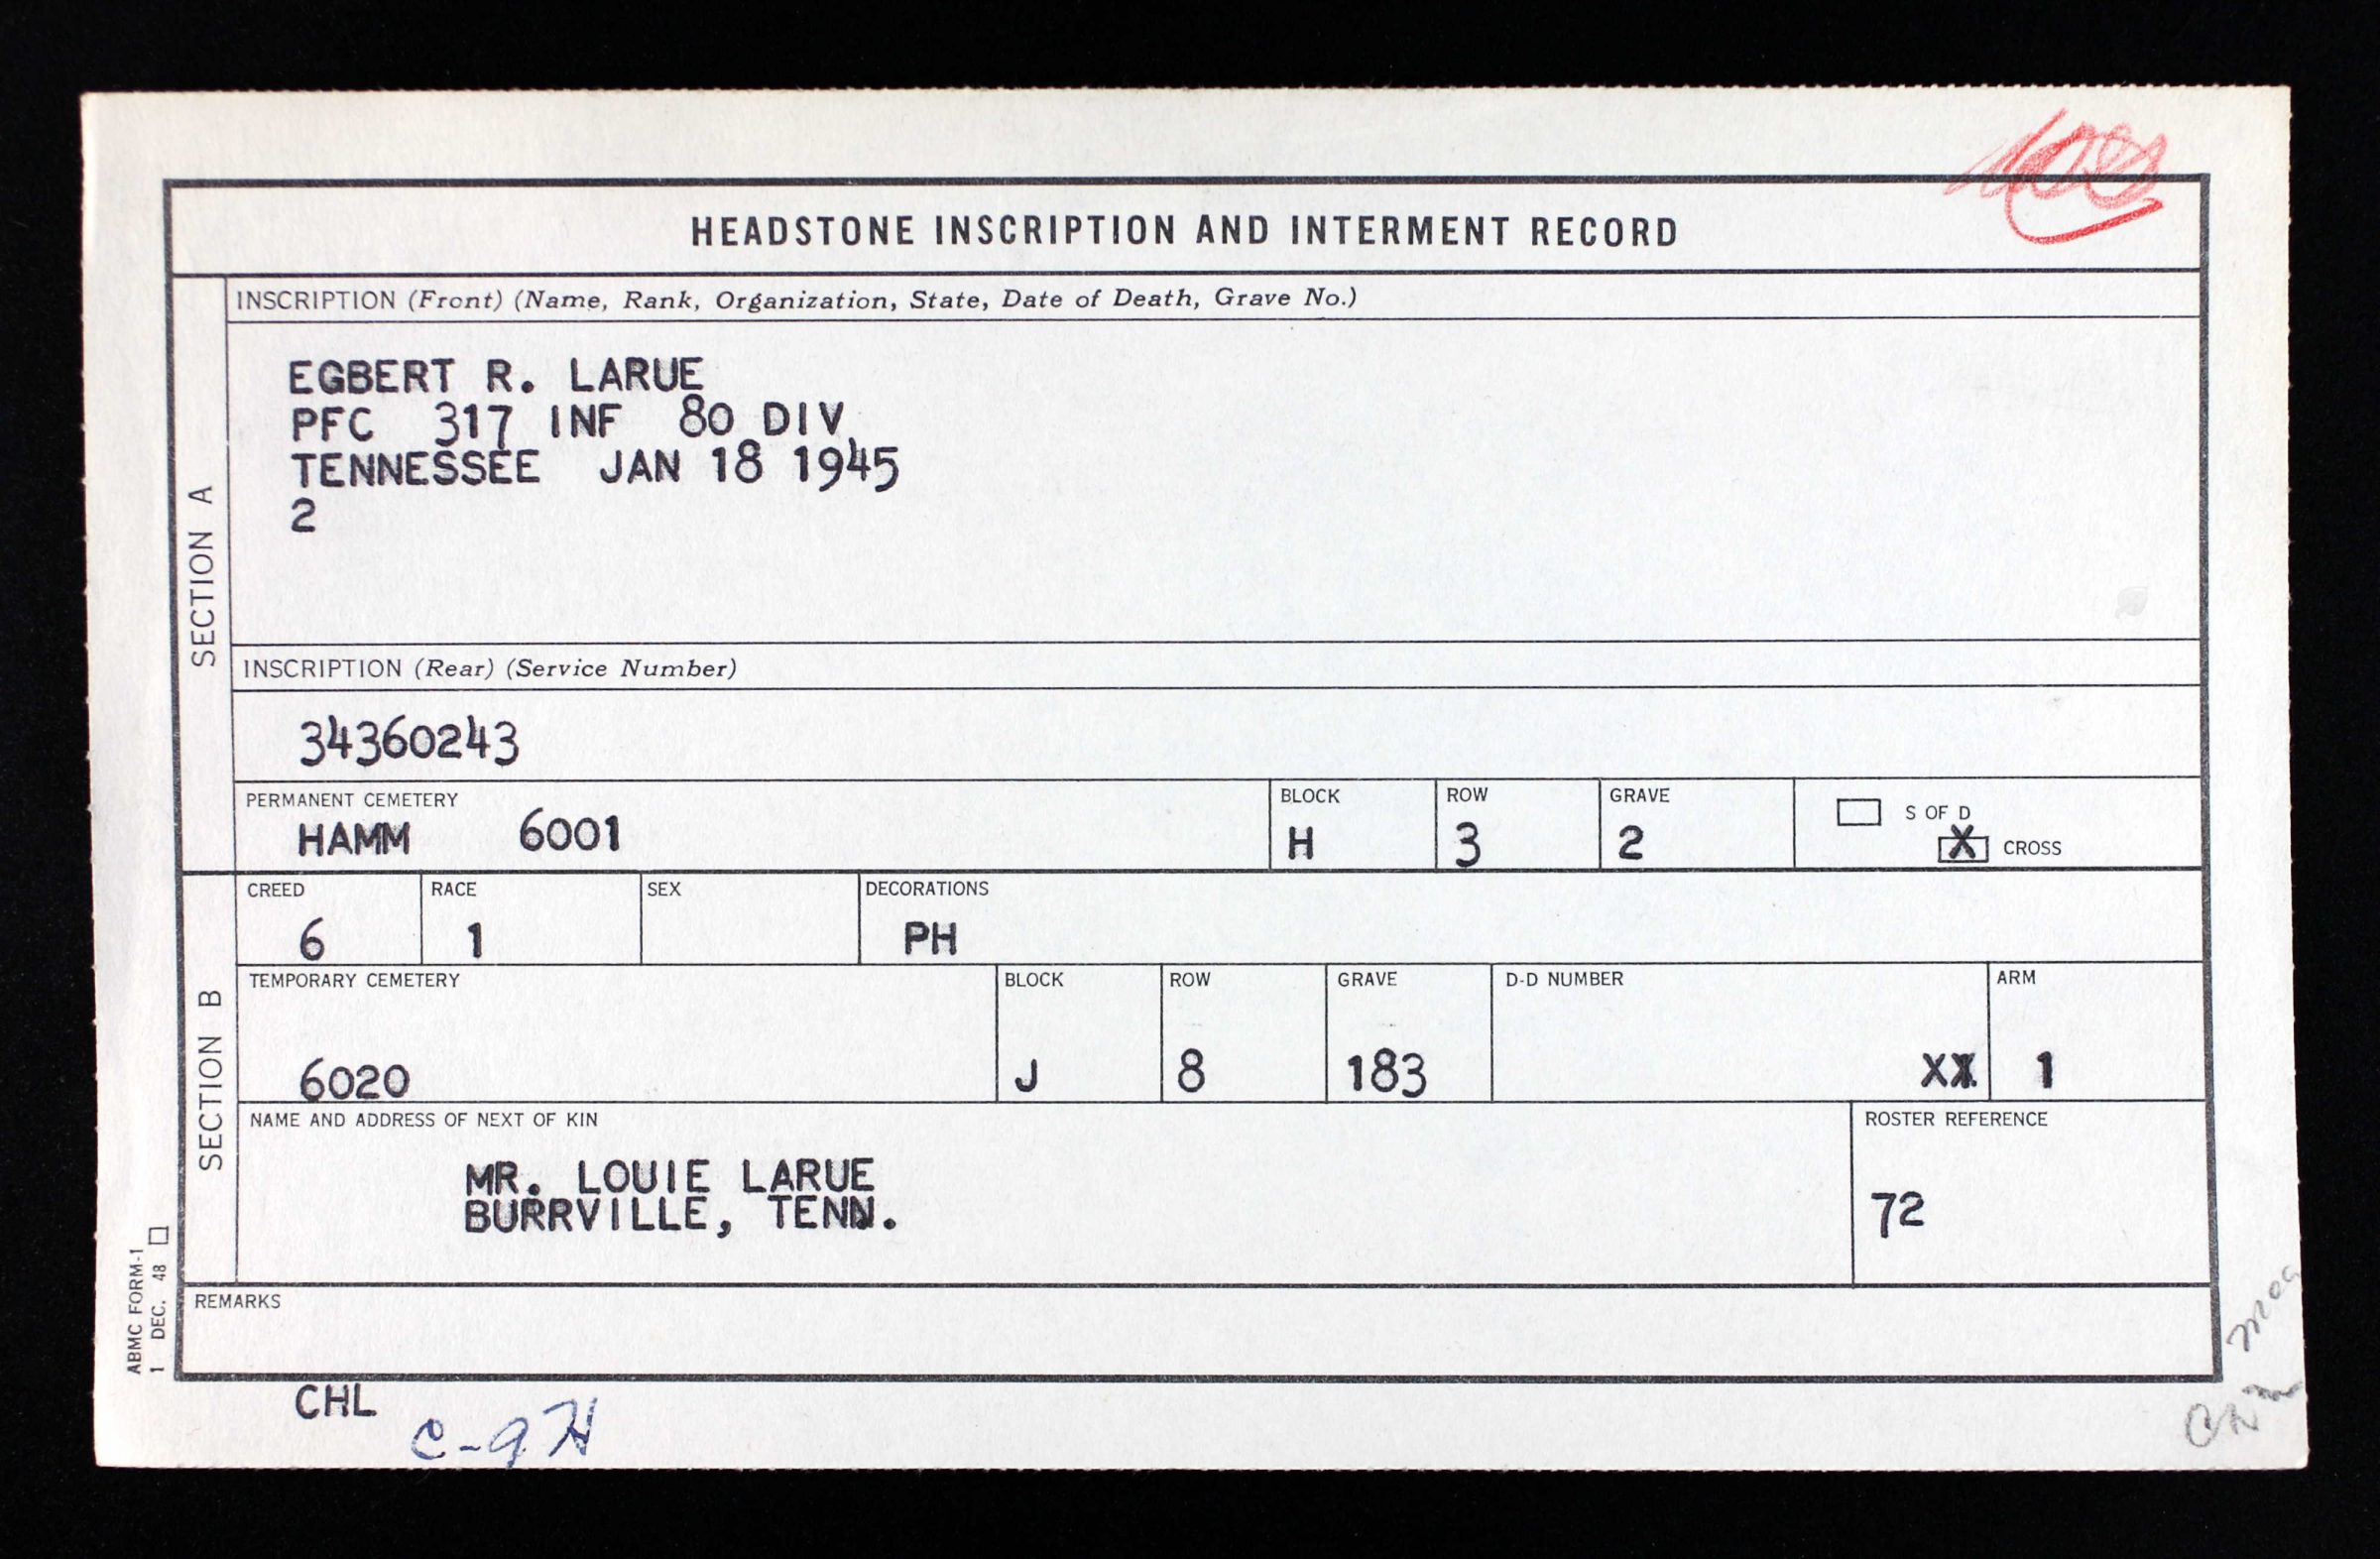 HEADSTONE INSCRIPTION AND INTERMENT RECORD
SECTION A
INSCRIPTION (Front) (Name, Rank, Organization, State, Date of Death, Grave No.)
EGBERT R. LARUE
PFC 317 INF 80 DIV
TENNESSEE JAN 18 1945
2
INSCRIPTION (Rear) (Service Number)
34360243
PERMANENT CEMETERY BLOCK ROW GRAVE S OF D
HAMM 6001 H 3 2 X CROSS
SECTION B
CREED RACE SEX DECORATIONS
6 1 PH
TEMPORARY CEMETERY BLOCK ROW GRAVE D-D NUMBER ARM
6020 J 8 183 XX 1
NAME AND ADDRESS OF NEXT OF KIN ROSTER REFERENCE
MR. LOUIE LARUE
BURRVILLE, TENN. 72
REMARKS
ABMC FORM-1
1 DEC. 48
CHL
C-9H